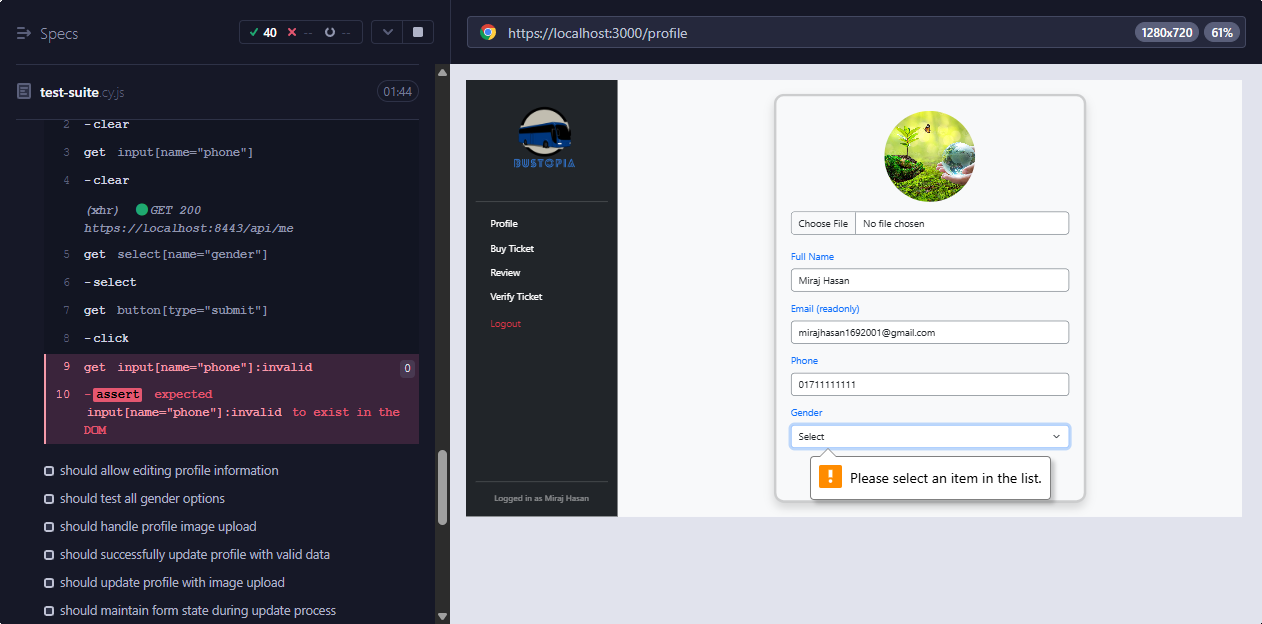 Specs
40
--
--
test-suite.cy.js
01:44
2 -clear
3 get input[name="phone"]
4 -clear
(xhr) GET 200
https://localhost:8443/api/me
5 get select[name="gender"]
6 -select
7 get button[type="submit"]
8 -click
9 get input[name="phone"]:invalid 0
10 -assert expected
input[name="phone"]:invalid to exist in the
DOM
should allow editing profile information
should test all gender options
should handle profile image upload
should successfully update profile with valid data
should update profile with image upload
should maintain form state during update process
https://localhost:3000/profile
1280x720
61%
BUSTOPIA
Profile
Buy Ticket
Review
Verify Ticket
Logout
Logged in as Miraj Hasan
Choose File No file chosen
Full Name
Miraj Hasan
Email (readonly)
mirajhasan1692001@gmail.com
Phone
01711111111
Gender
Select
! Please select an item in the list.